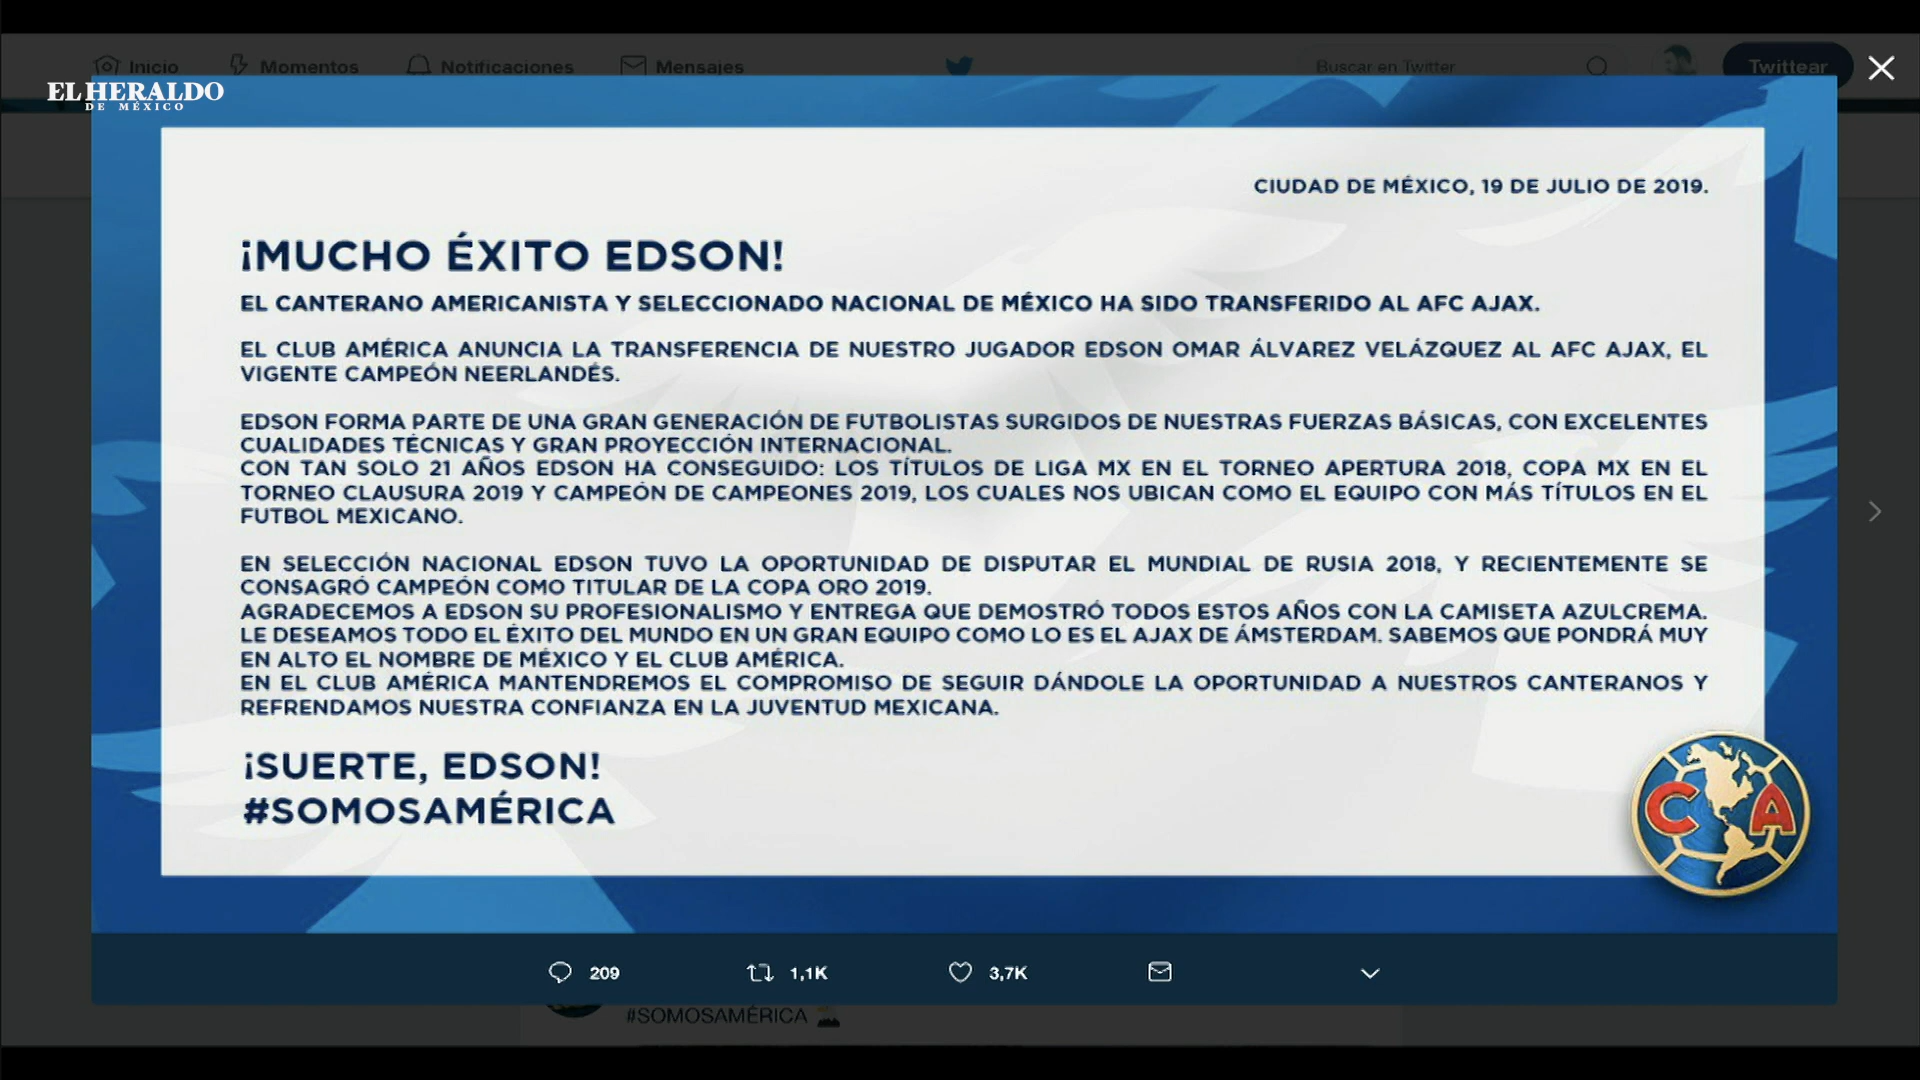 Inicio Momentos Notificaciones Mensajes Buscar en Twitter Twittear
EL HERALDO
DE MÉXICO
CIUDAD DE MÉXICO, 19 DE JULIO DE 2019.
¡MUCHO ÉXITO EDSON!
EL CANTERANO AMERICANISTA Y SELECCIONADO NACIONAL DE MÉXICO HA SIDO TRANSFERIDO AL AFC AJAX.
EL CLUB AMÉRICA ANUNCIA LA TRANSFERENCIA DE NUESTRO JUGADOR EDSON OMAR ÁLVAREZ VELÁZQUEZ AL AFC AJAX, EL
VIGENTE CAMPEÓN NEERLANDÉS.
EDSON FORMA PARTE DE UNA GRAN GENERACIÓN DE FUTBOLISTAS SURGIDOS DE NUESTRAS FUERZAS BÁSICAS, CON EXCELENTES
CUALIDADES TÉCNICAS Y GRAN PROYECCIÓN INTERNACIONAL.
CON TAN SOLO 21 AÑOS EDSON HA CONSEGUIDO: LOS TÍTULOS DE LIGA MX EN EL TORNEO APERTURA 2018, COPA MX EN EL
TORNEO CLAUSURA 2019 Y CAMPEÓN DE CAMPEONES 2019, LOS CUALES NOS UBICAN COMO EL EQUIPO CON MÁS TÍTULOS EN EL
FUTBOL MEXICANO.
EN SELECCIÓN NACIONAL EDSON TUVO LA OPORTUNIDAD DE DISPUTAR EL MUNDIAL DE RUSIA 2018, Y RECIENTEMENTE SE
CONSAGRÓ CAMPEÓN COMO TITULAR DE LA COPA ORO 2019.
AGRADECEMOS A EDSON SU PROFESIONALISMO Y ENTREGA QUE DEMOSTRÓ TODOS ESTOS AÑOS CON LA CAMISETA AZULCREMA.
LE DESEAMOS TODO EL ÉXITO DEL MUNDO EN UN GRAN EQUIPO COMO LO ES EL AJAX DE ÁMSTERDAM. SABEMOS QUE PONDRÁ MUY
EN ALTO EL NOMBRE DE MÉXICO Y EL CLUB AMÉRICA.
EN EL CLUB AMÉRICA MANTENDREMOS EL COMPROMISO DE SEGUIR DÁNDOLE LA OPORTUNIDAD A NUESTROS CANTERANOS Y
REFRENDAMOS NUESTRA CONFIANZA EN LA JUVENTUD MEXICANA.
¡SUERTE, EDSON!
#SOMOSAMÉRICA
CA
209 1,1K 3,7K
#SOMOSAMÉRICA